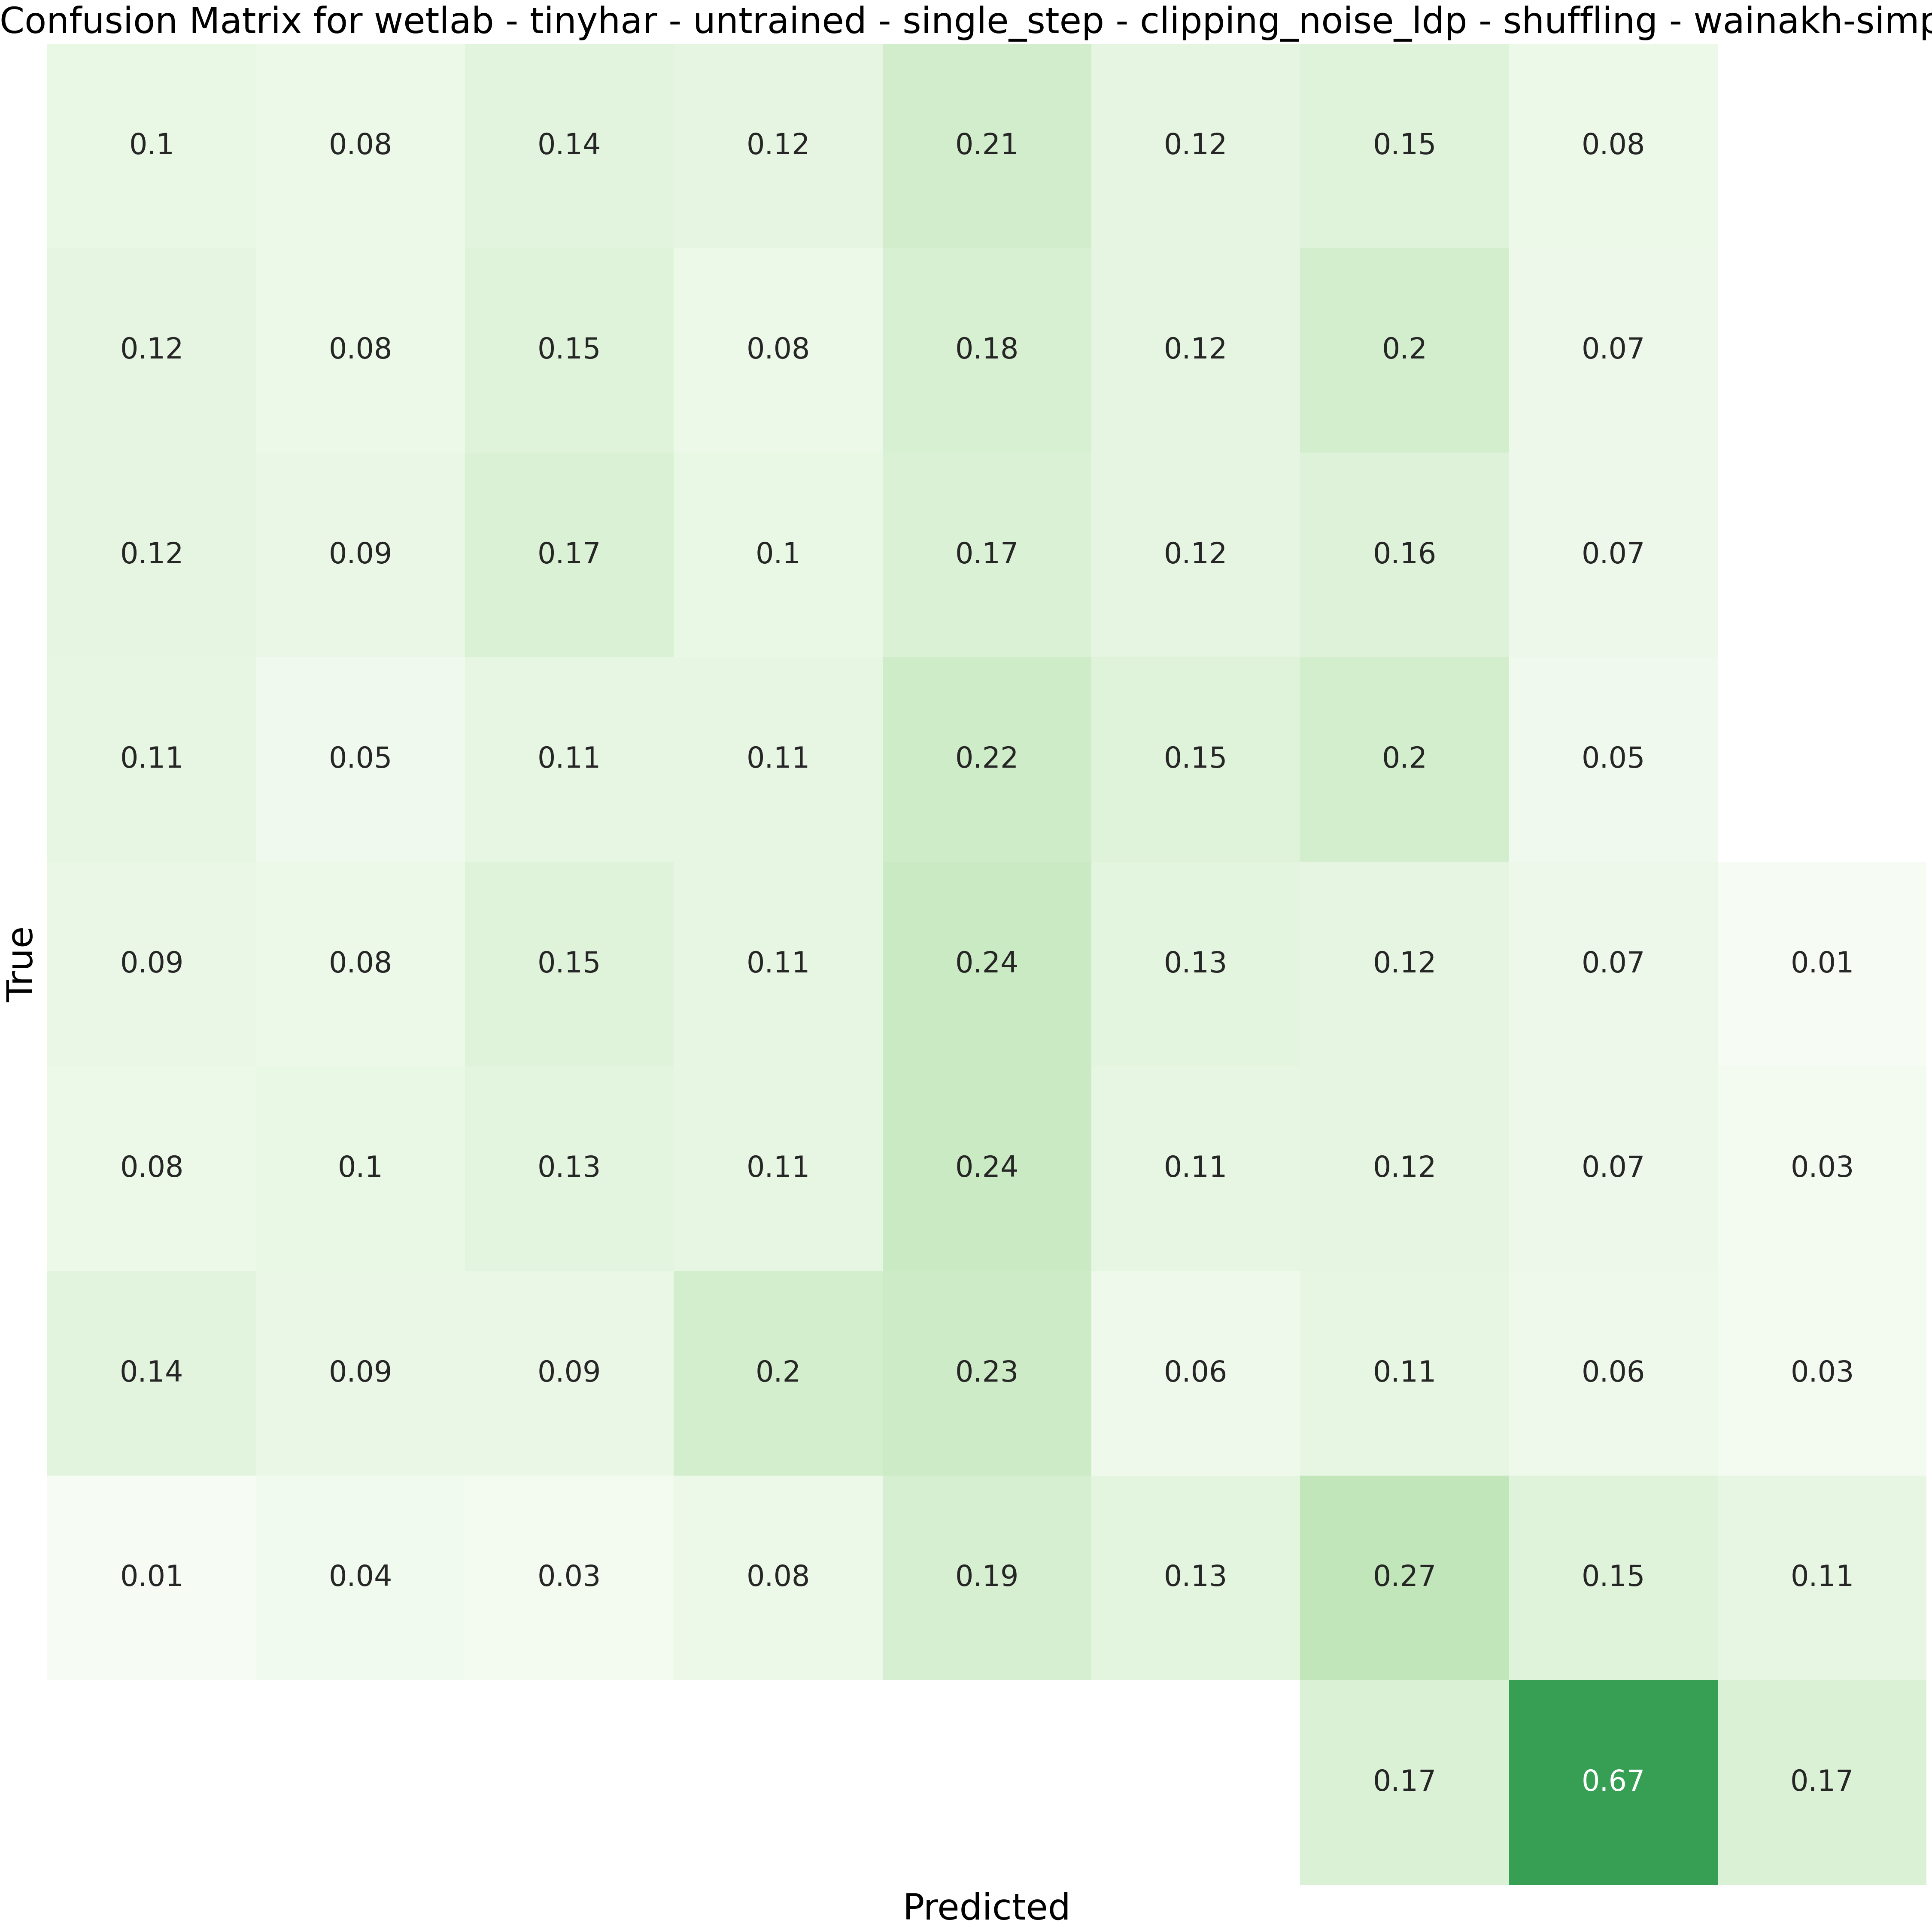 Confusion Matrix for wetlab - tinyhar - untrained - single_step - clipping_noise_ldp - shuffling - wainakh-simp
0.1 0.08 0.14 0.12 0.21 0.12 0.15 0.08
0.12 0.08 0.15 0.08 0.18 0.12 0.2 0.07
0.12 0.09 0.17 0.1 0.17 0.12 0.16 0.07
0.11 0.05 0.11 0.11 0.22 0.15 0.2 0.05
0.09 0.08 0.15 0.11 0.24 0.13 0.12 0.07 0.01
True
0.08 0.1 0.13 0.11 0.24 0.11 0.12 0.07 0.03
0.14 0.09 0.09 0.2 0.23 0.06 0.11 0.06 0.03
0.01 0.04 0.03 0.08 0.19 0.13 0.27 0.15 0.11
0.17 0.67 0.17
Predicted